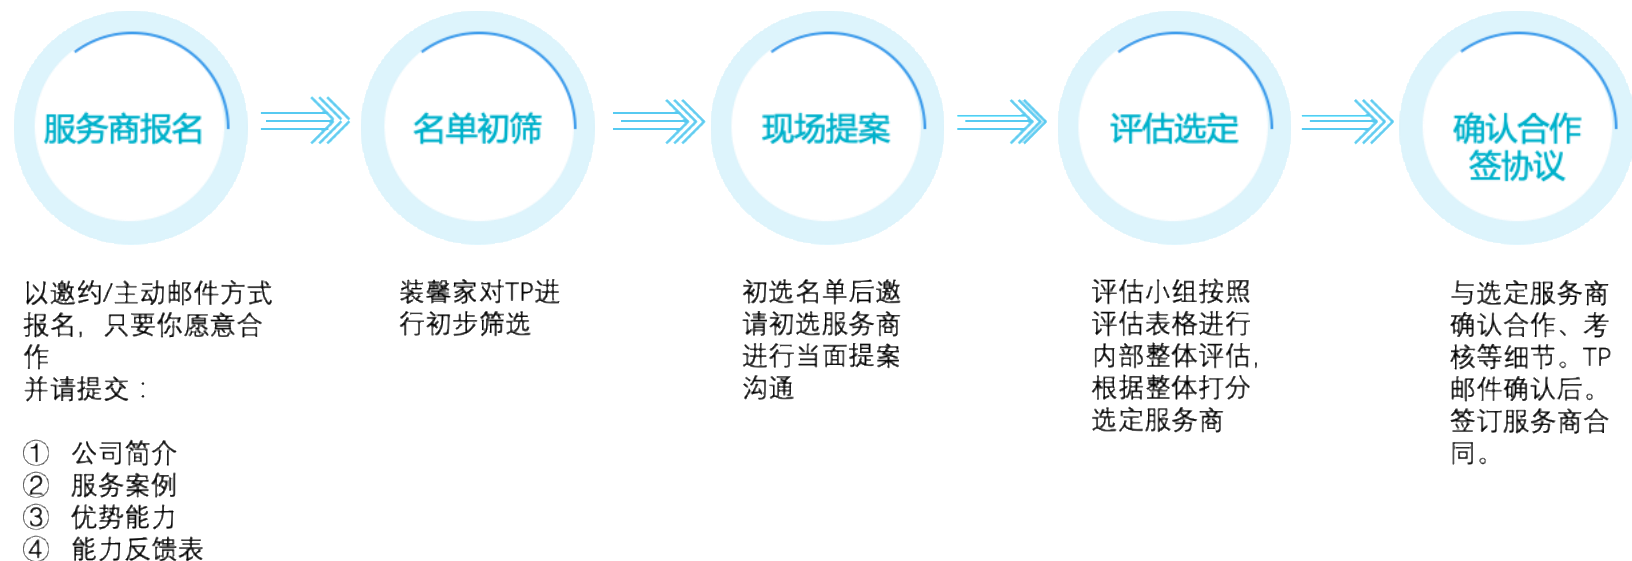 服务商报名
以邀约/主动邮件方式
报名，只要你愿意合
作
并请提交：
① 公司简介
② 服务案例
③ 优势能力
④ 能力反馈表
名单初筛
装馨家对TP进
行初步筛选
现场提案
初选名单后邀
请初选服务商
进行当面提案
沟通
评估选定
评估小组按照
评估表格进行
内部整体评估,
根据整体打分
选定服务商
确认合作
签协议
与选定服务商
确认合作、考
核等细节。TP
邮件确认后。
签订服务商合
同。